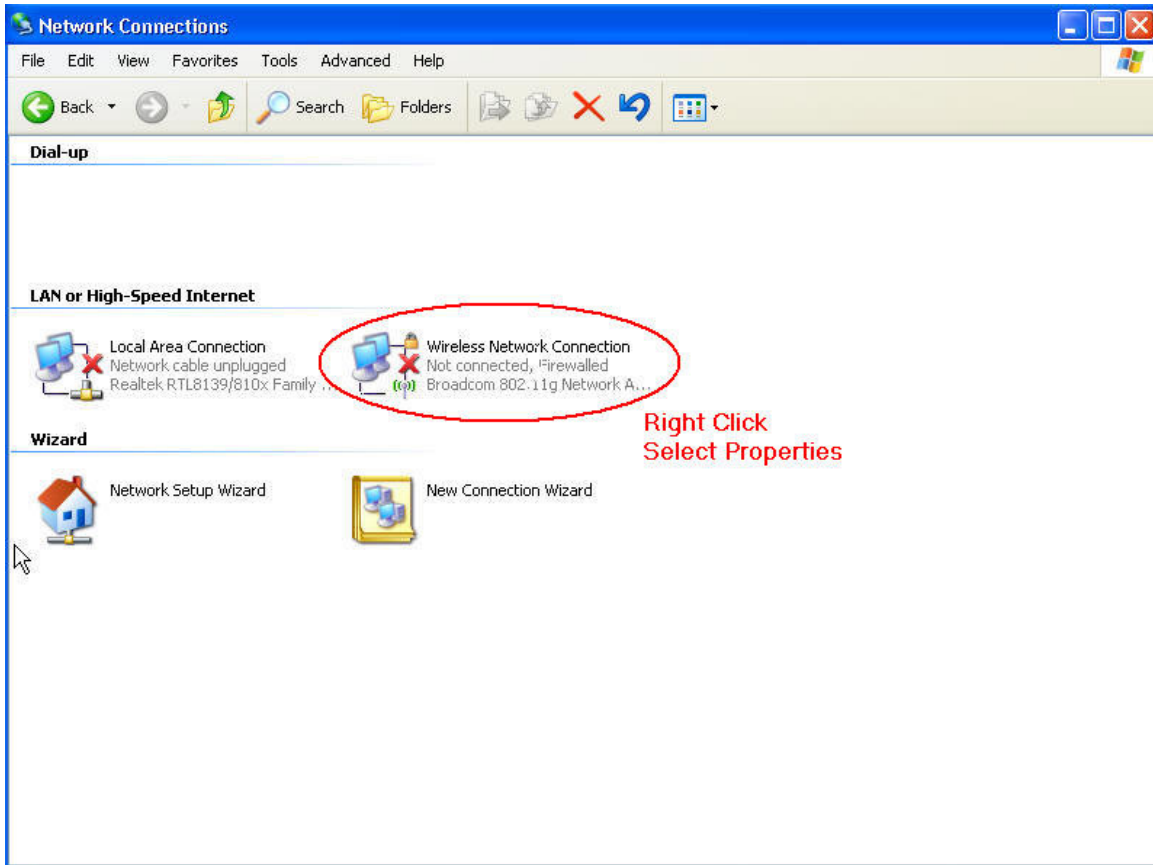 Network Connections
File Edit View Favorites Tools Advanced Help
Back Search Folders
Dial-up
LAN or High-Speed Internet
Local Area Connection
Network cable unplugged
Realtek RTL8139/810x Family ...
Wireless Network Connection
Not connected, Firewalled
Broadcom 802.11g Network A...
Right Click
Select Properties
Wizard
Network Setup Wizard
New Connection Wizard